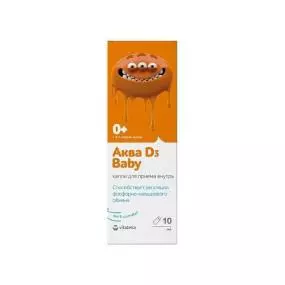 0+
Аква D3
Baby
капли для приема внутрь
Способствует регуляции
фосфорно-кальциевого
обмена
10
мл
vitateka